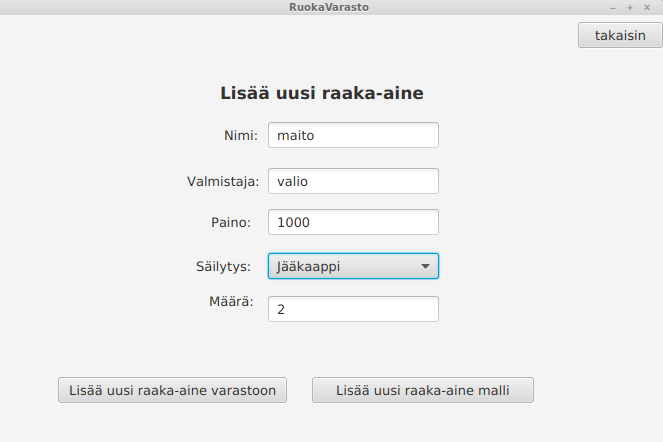 RuokaVarasto
takaisin
Lisää uusi raaka-aine
Nimi: maito
Valmistaja: valio
Paino: 1000
Säilytys: Jääkaappi
Määrä: 2
Lisää uusi raaka-aine varastoon Lisää uusi raaka-aine malli